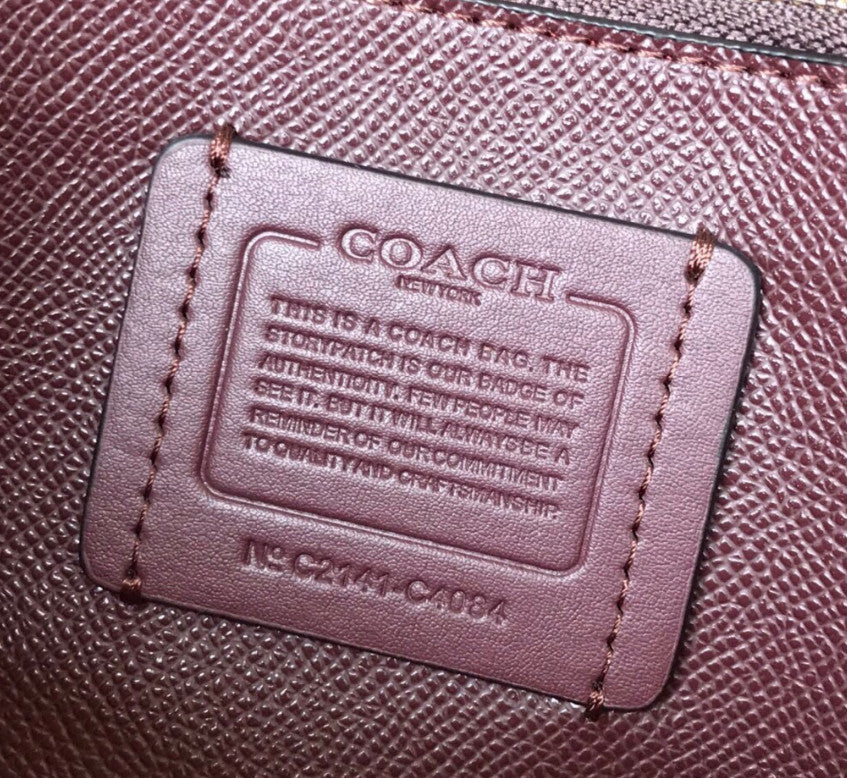 COACH
NEW YORK
THIS IS A COACH BAG. THE
STORYPATCH IS OUR BADGE OF
AUTHENTICITY. FEW PEOPLE MAY
SEE IT. BUT IT WILL ALWAYS BE A
REMINDER OF OUR COMMITMENT
TO QUALITY AND CRAFTSMANSHIP.
Nº C2141-C4084